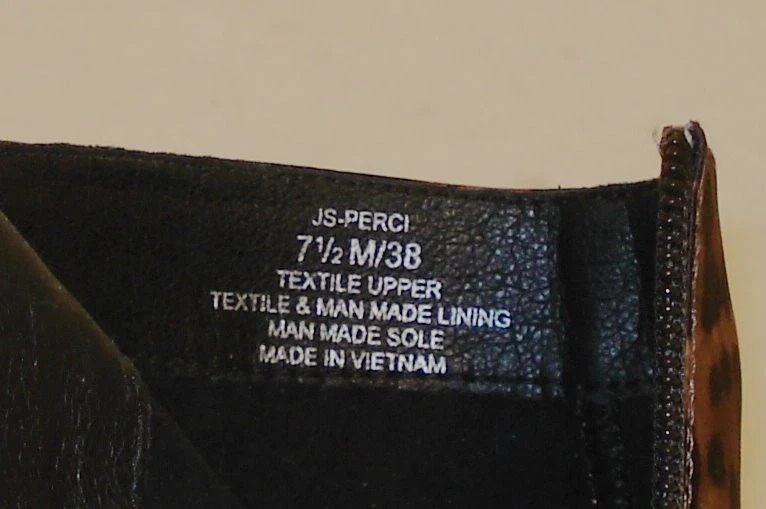 JS-PERCI
7½ M/38
TEXTILE UPPER
TEXTILE & MAN MADE LINING
MAN MADE SOLE
MADE IN VIETNAM